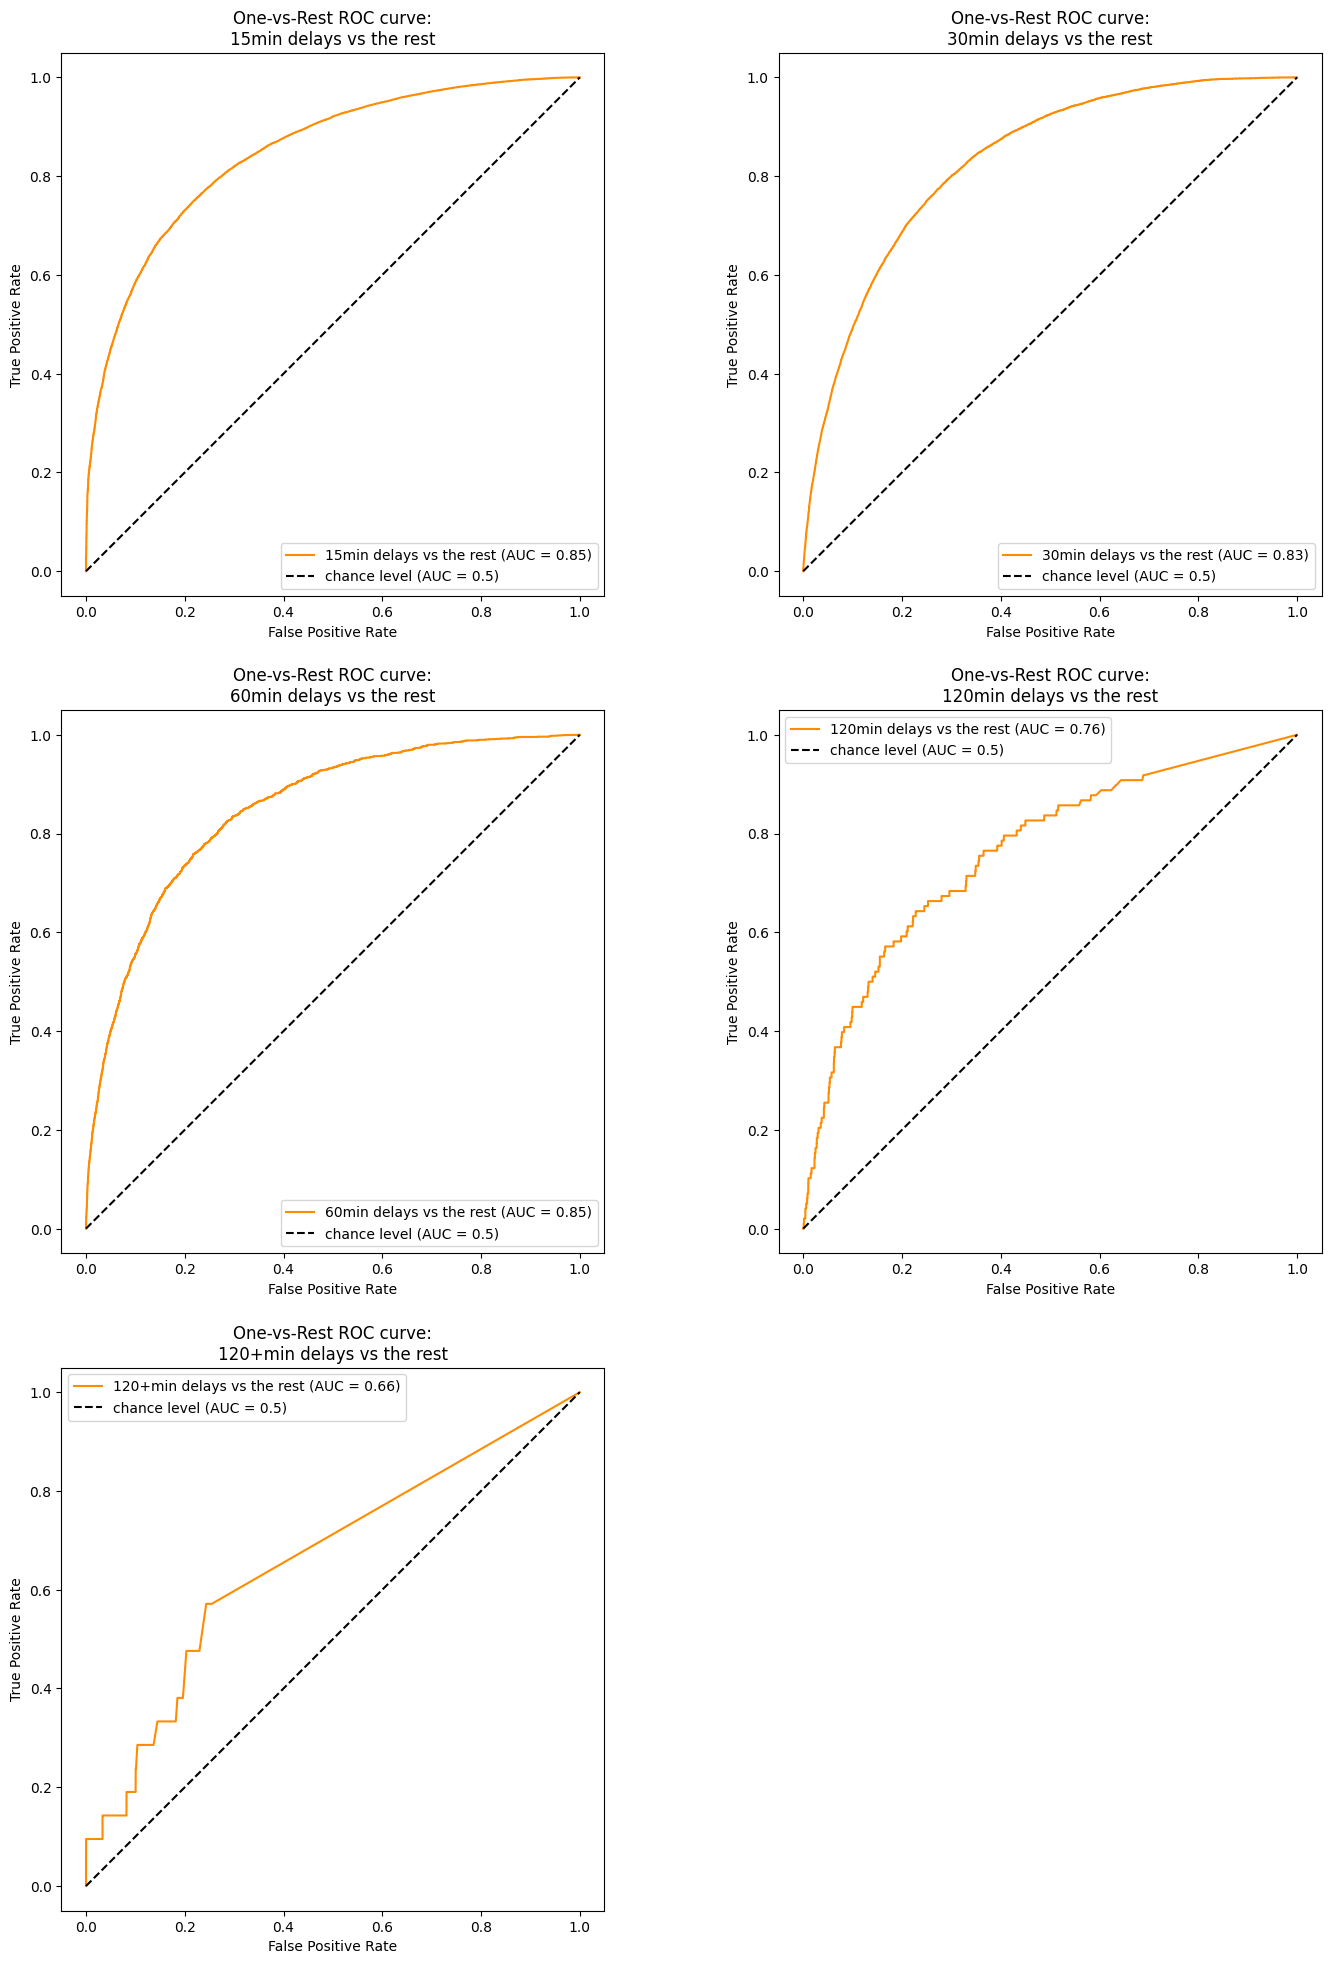 One-vs-Rest ROC curve:
15min delays vs the rest
1.0
0.8
0.6
0.4
0.2
0.0
True Positive Rate
15min delays vs the rest (AUC = 0.85)
chance level (AUC = 0.5)
0.0 0.2 0.4 0.6 0.8 1.0
False Positive Rate
One-vs-Rest ROC curve:
30min delays vs the rest
1.0
0.8
0.6
0.4
0.2
0.0
True Positive Rate
30min delays vs the rest (AUC = 0.83)
chance level (AUC = 0.5)
0.0 0.2 0.4 0.6 0.8 1.0
False Positive Rate
One-vs-Rest ROC curve:
60min delays vs the rest
1.0
0.8
0.6
0.4
0.2
0.0
True Positive Rate
60min delays vs the rest (AUC = 0.85)
chance level (AUC = 0.5)
0.0 0.2 0.4 0.6 0.8 1.0
False Positive Rate
One-vs-Rest ROC curve:
120min delays vs the rest
120min delays vs the rest (AUC = 0.76)
chance level (AUC = 0.5)
1.0
0.8
0.6
0.4
0.2
0.0
True Positive Rate
0.0 0.2 0.4 0.6 0.8 1.0
False Positive Rate
One-vs-Rest ROC curve:
120+min delays vs the rest
120+min delays vs the rest (AUC = 0.66)
chance level (AUC = 0.5)
1.0
0.8
0.6
0.4
0.2
0.0
True Positive Rate
0.0 0.2 0.4 0.6 0.8 1.0
False Positive Rate